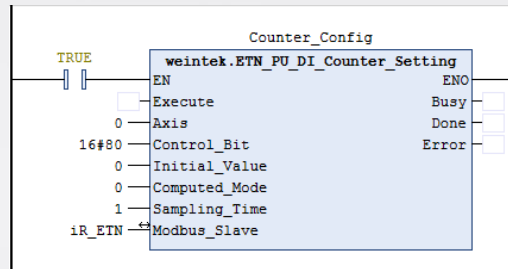 Counter_Config
TRUE
weintek.ETN_PU_DI_Counter_Setting
EN ENO
Execute Busy
0 Axis Done
16#80 Control_Bit Error
0 Initial_Value
0 Computed_Mode
1 Sampling_Time
iR_ETN Modbus_Slave